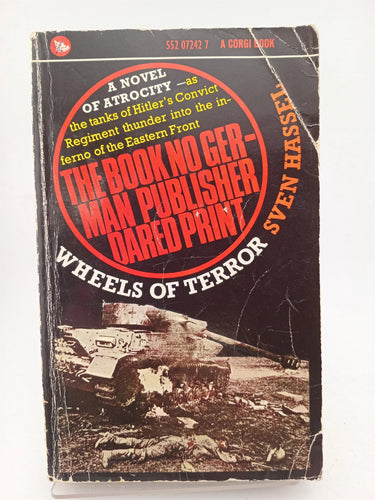 552 07242 7 A CORGI BOOK
A NOVEL
OF ATROCITY—as
the tanks of Hitler's Convict
Regiment thunder into the in-
ferno of the Eastern Front
THE BOOK NO GER-
MAN PUBLISHER
DARED PRINT
WHEELS OF TERROR SVEN HASSEL